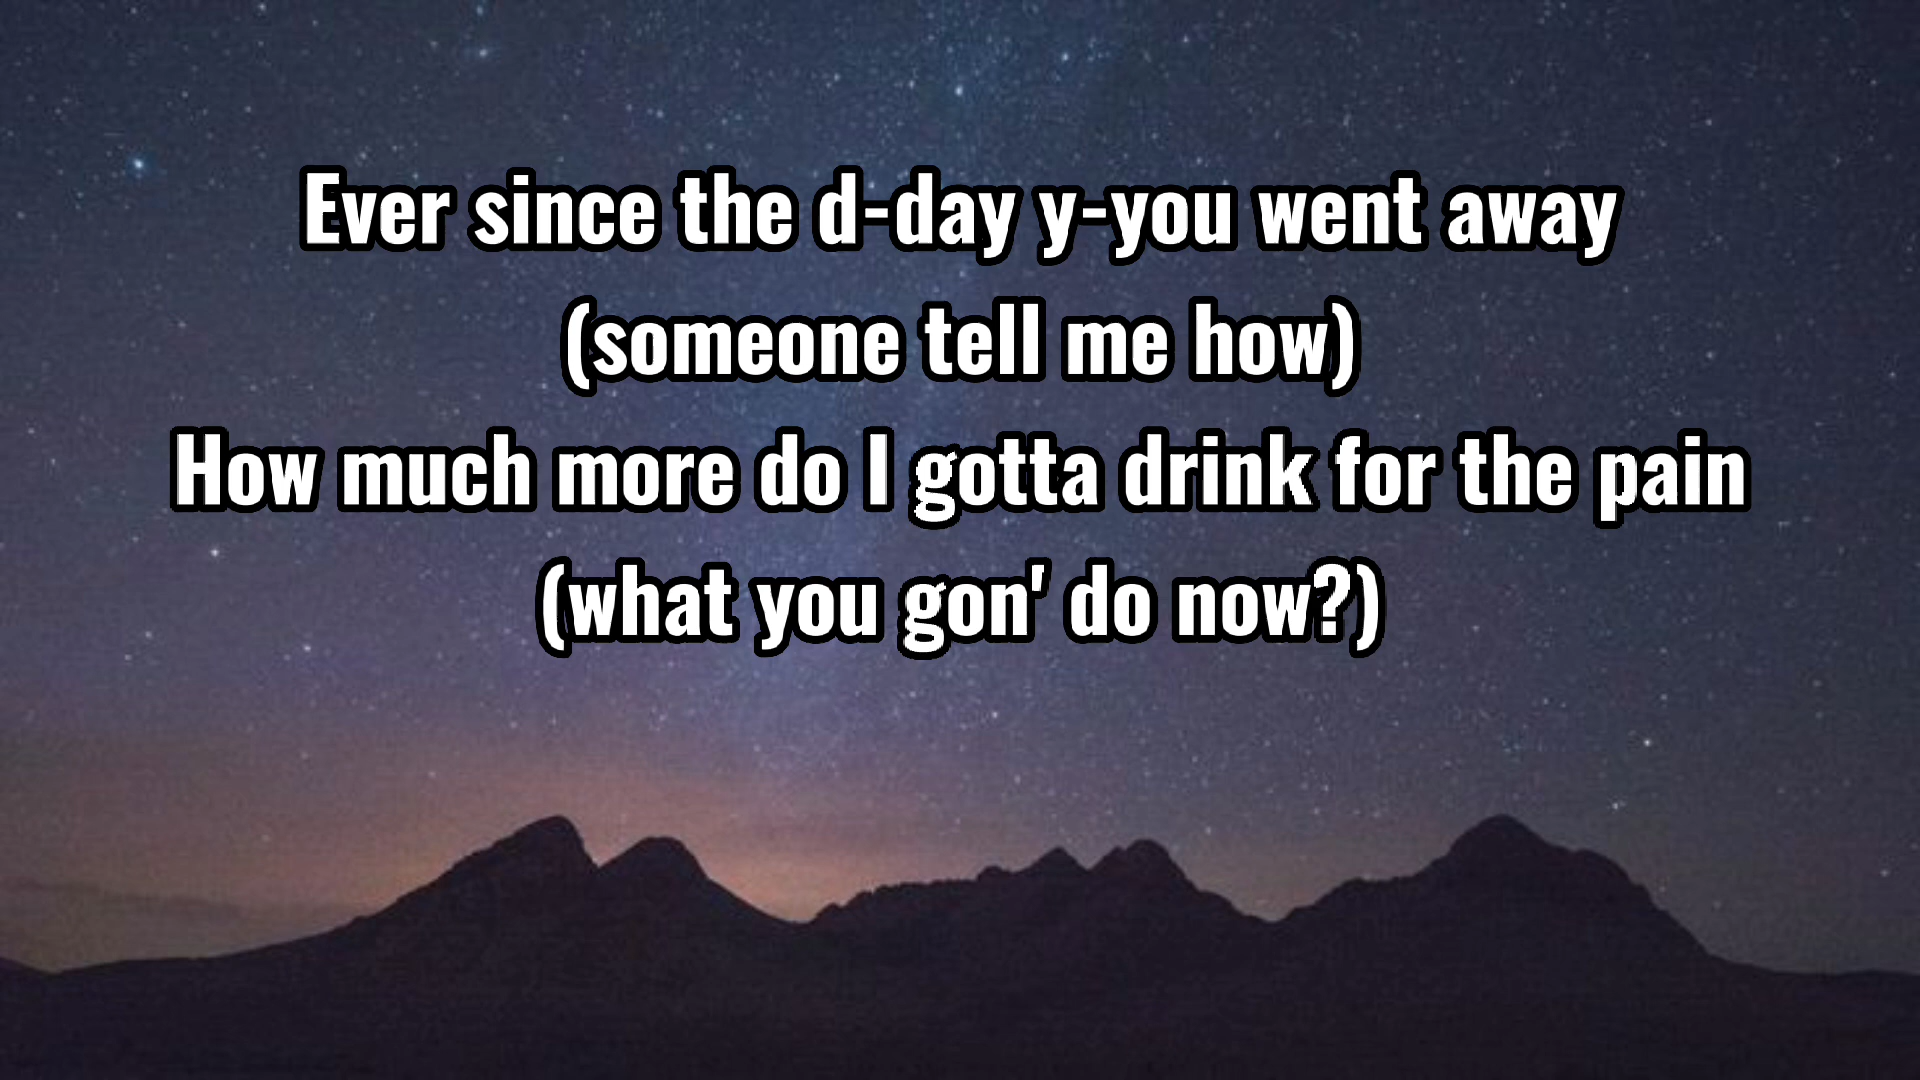 Ever since the d-day y-you went away
(someone tell me how)
How much more do I gotta drink for the pain
(what you gon' do now?)